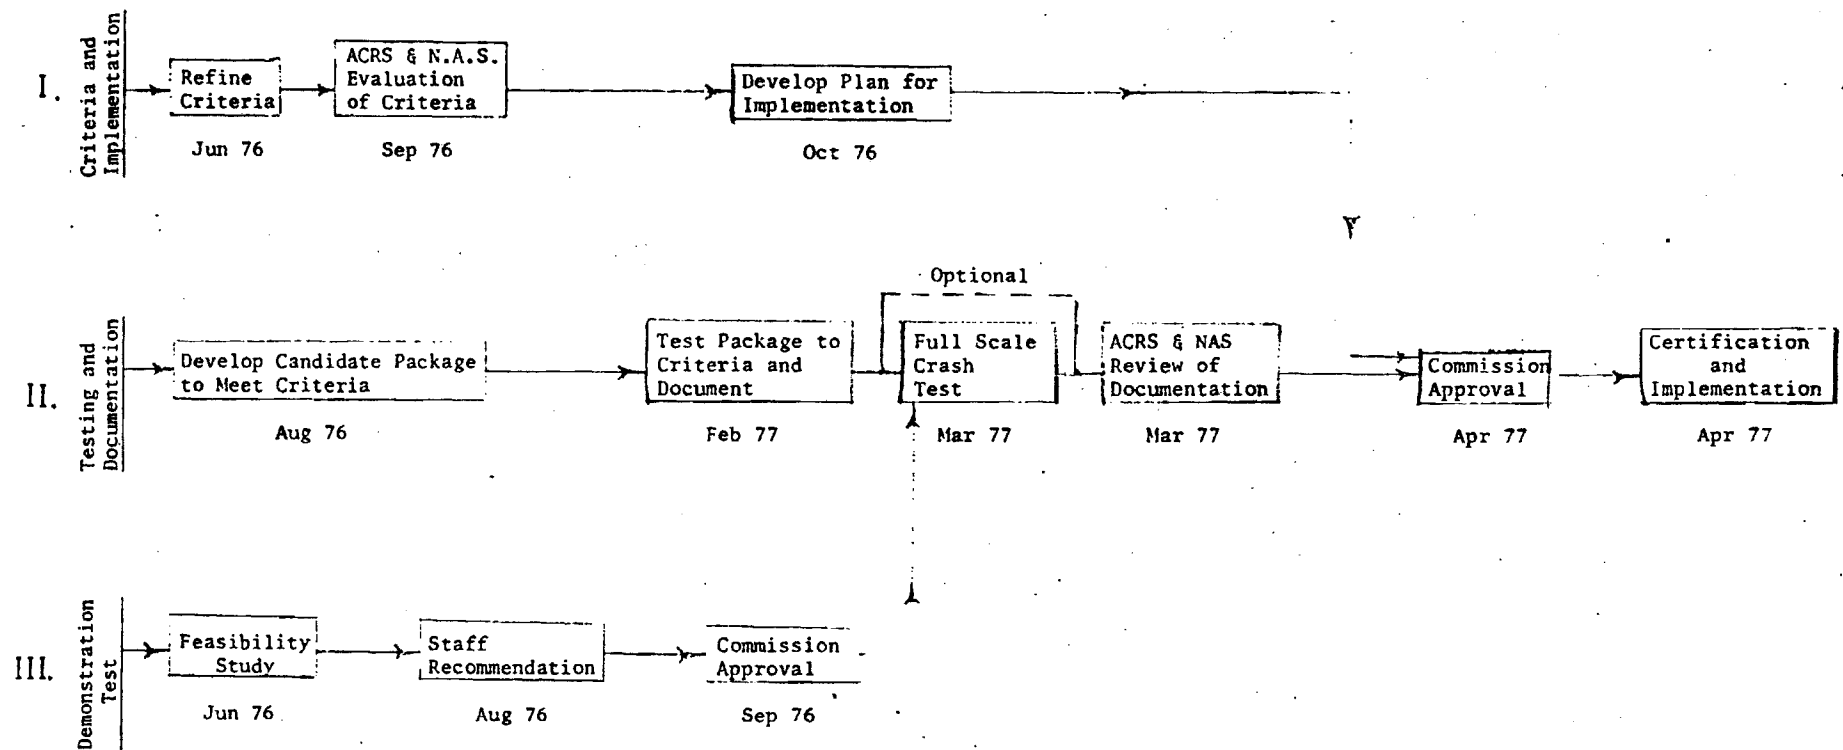 I.
Criteria and
Implementation
Refine
Criteria
Jun 76
ACRS & N.A.S.
Evaluation
of Criteria
Sep 76
Develop Plan for
Implementation
Oct 76
II.
Testing and
Documentation
Develop Candidate Package
to Meet Criteria
Aug 76
Test Package to
Criteria and
Document
Feb 77
Optional
Full Scale
Crash
Test
Mar 77
ACRS & NAS
Review of
Documentation
Mar 77
Commission
Approval
Apr 77
Certification
and
Implementation
Apr 77
III.
Demonstration
Test
Feasibility
Study
Jun 76
Staff
Recommendation
Aug 76
Commission
Approval
Sep 76